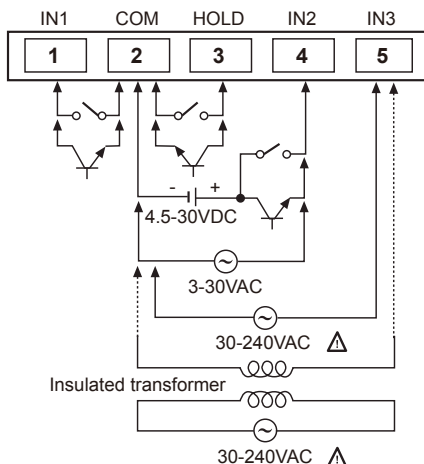 IN1 COM HOLD IN2 IN3
1 2 3 4 5
- +
4.5-30VDC
3-30VAC
30-240VAC ⚠
Insulated transformer
30-240VAC ⚠